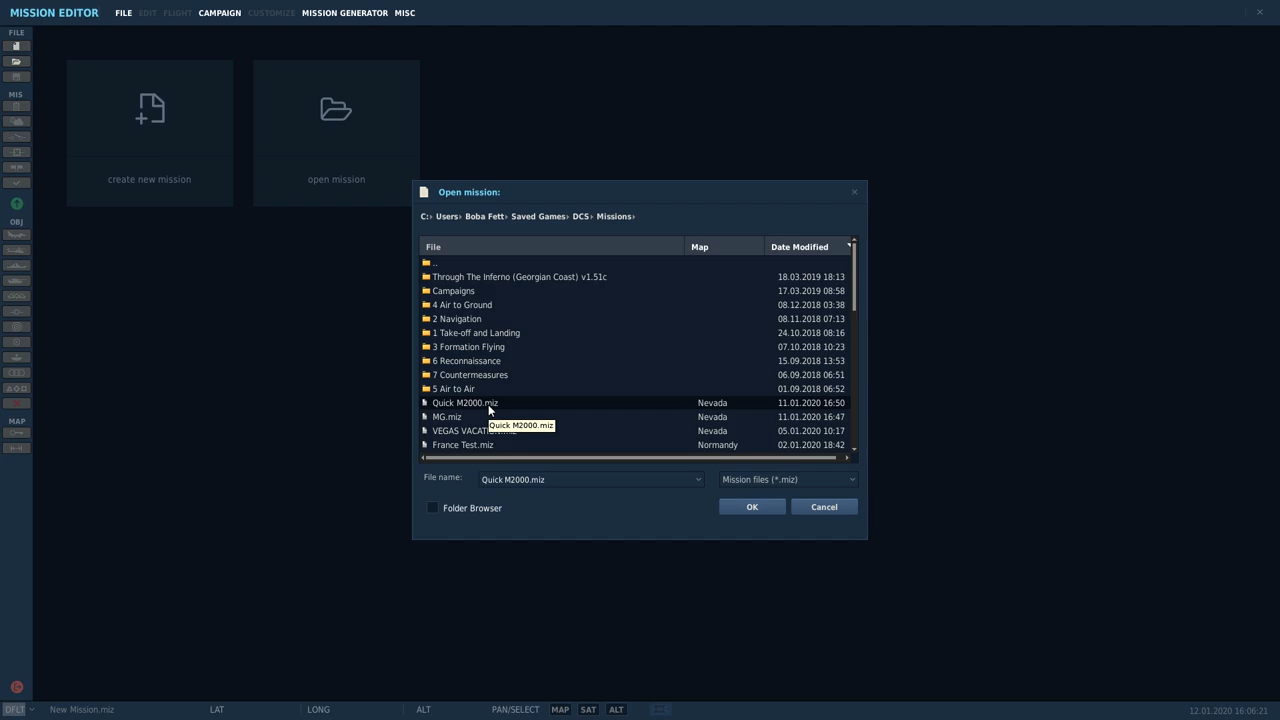 MISSION EDITOR FILE EDIT FLIGHT CAMPAIGN CUSTOMIZE MISSION GENERATOR MISC
FILE
MIS
OBJ
MAP
create new mission
open mission
Open mission:
C: Users Boba Fett Saved Games DCS Missions
File Map Date Modified
..
Through The Inferno (Georgian Coast) v1.51c 18.03.2019 18:13
Campaigns 17.03.2019 08:58
4 Air to Ground 08.12.2018 03:38
2 Navigation 08.11.2018 07:13
1 Take-off and Landing 24.10.2018 08:16
3 Formation Flying 07.10.2018 10:23
6 Reconnaissance 15.09.2018 13:53
7 Countermeasures 06.09.2018 06:51
5 Air to Air 01.09.2018 06:52
Quick M2000.miz Nevada 11.01.2020 16:50
MG.miz Nevada 11.01.2020 16:47
Quick M2000.miz
VEGAS Nevada 05.01.2020 10:17
France Test.miz Normandy 02.01.2020 18:42
File name: Quick M2000.miz Mission files (*.miz)
Folder Browser OK Cancel
DFLT New Mission.miz LAT LONG ALT PAN/SELECT MAP SAT ALT 12.01.2020 16:06:21